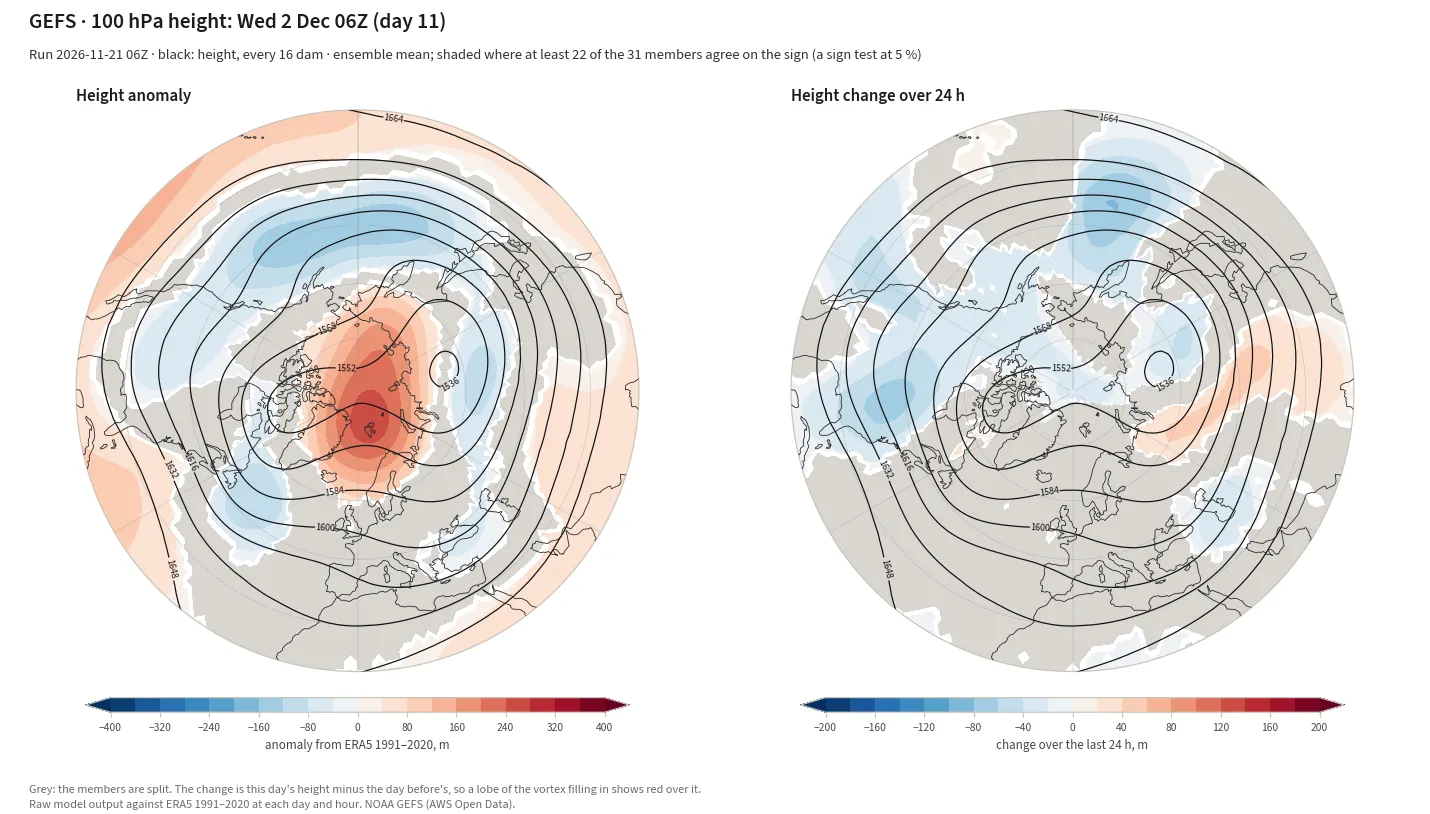 GEFS · 100 hPa height: Wed 2 Dec 06Z (day 11)
Run 2026-11-21 06Z · black: height, every 16 dam · ensemble mean; shaded where at least 22 of the 31 members agree on the sign (a sign test at 5 %)
Height anomaly
Height change over 24 h
1664
1568
1552
1536
1616
1632
1584
1600
1648
1664
1568
1552
1536
1616
1632
1584
1600
1648
−400 −320 −240 −160 −80 0 80 160 240 320 400
anomaly from ERA5 1991–2020, m
−200 −160 −120 −80 −40 0 40 80 120 160 200
change over the last 24 h, m
Grey: the members are split. The change is this day's height minus the day before's, so a lobe of the vortex filling in shows red over it.
Raw model output against ERA5 1991–2020 at each day and hour. NOAA GEFS (AWS Open Data).